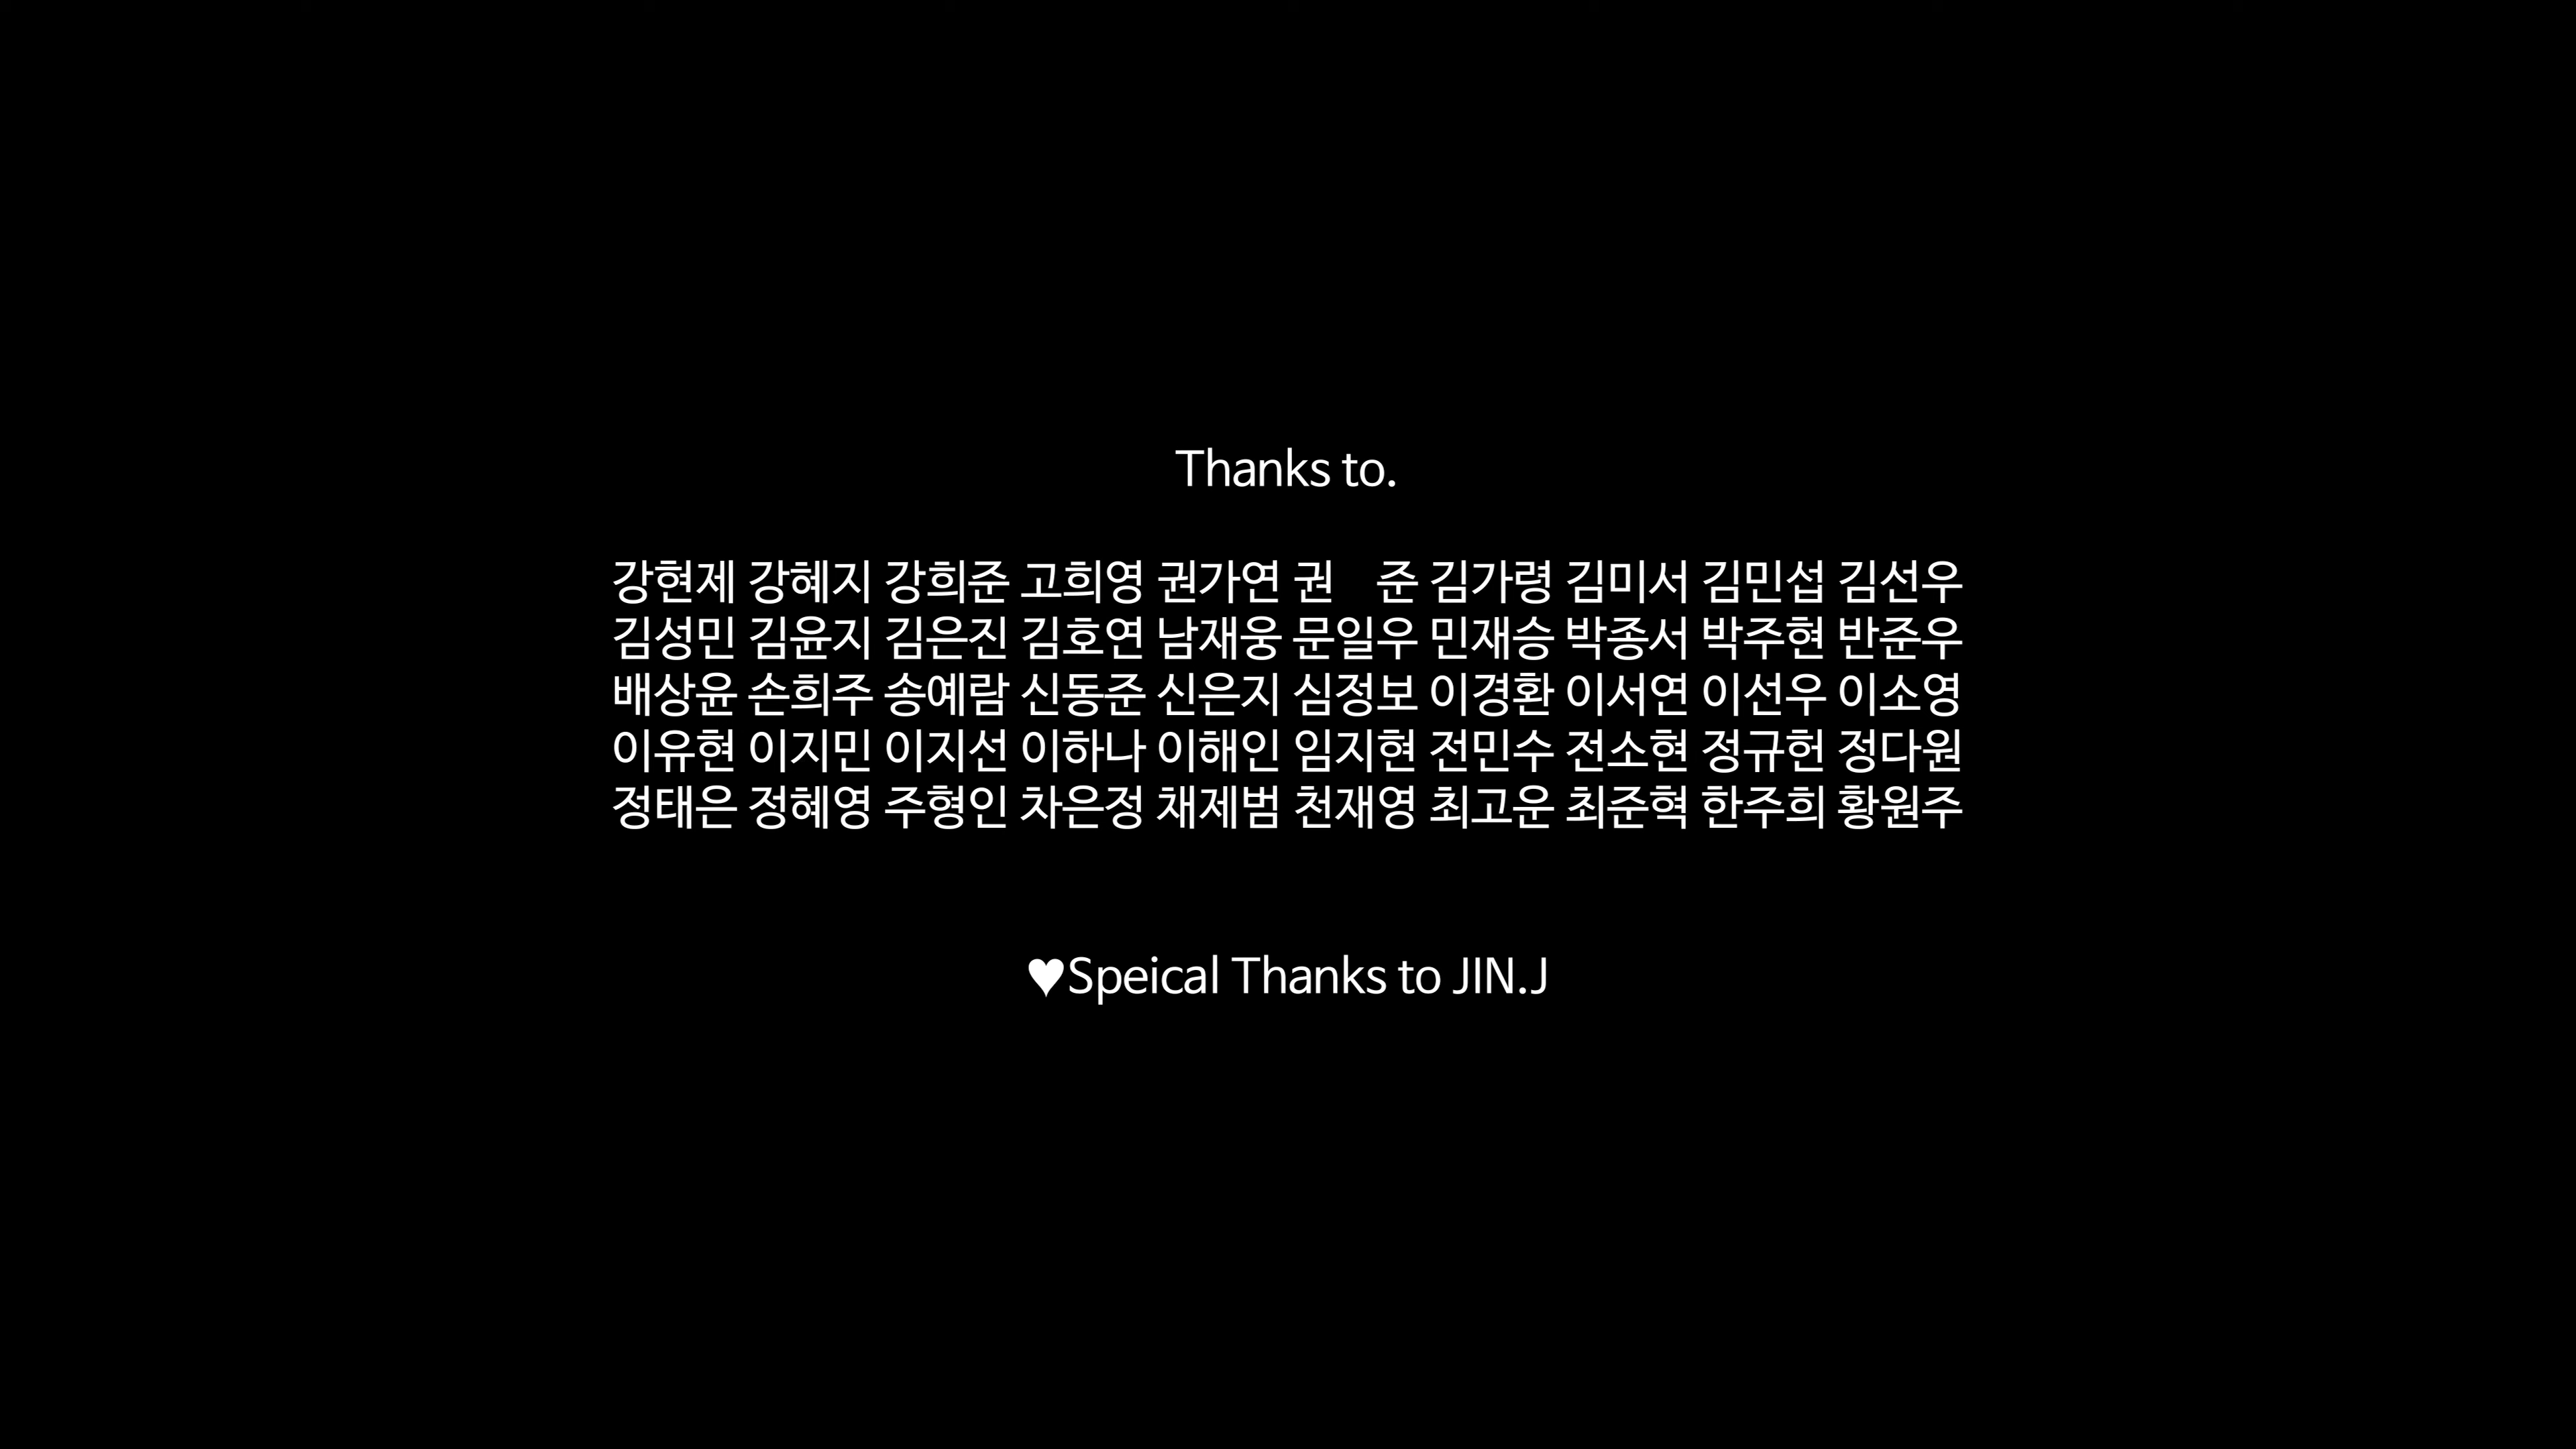 Thanks to.
강현제 강혜지 강희준 고희영 권가연 권　준 김가령 김미서 김민섭 김선우
김성민 김윤지 김은진 김호연 남재웅 문일우 민재승 박종서 박주현 반준우
배상윤 손희주 송예람 신동준 신은지 심정보 이경환 이서연 이선우 이소영
이유현 이지민 이지선 이하나 이해인 임지현 전민수 전소현 정규헌 정다원
정태은 정혜영 주형인 차은정 채제범 천재영 최고운 최준혁 한주희 황원주
♥Speical Thanks to JIN.J